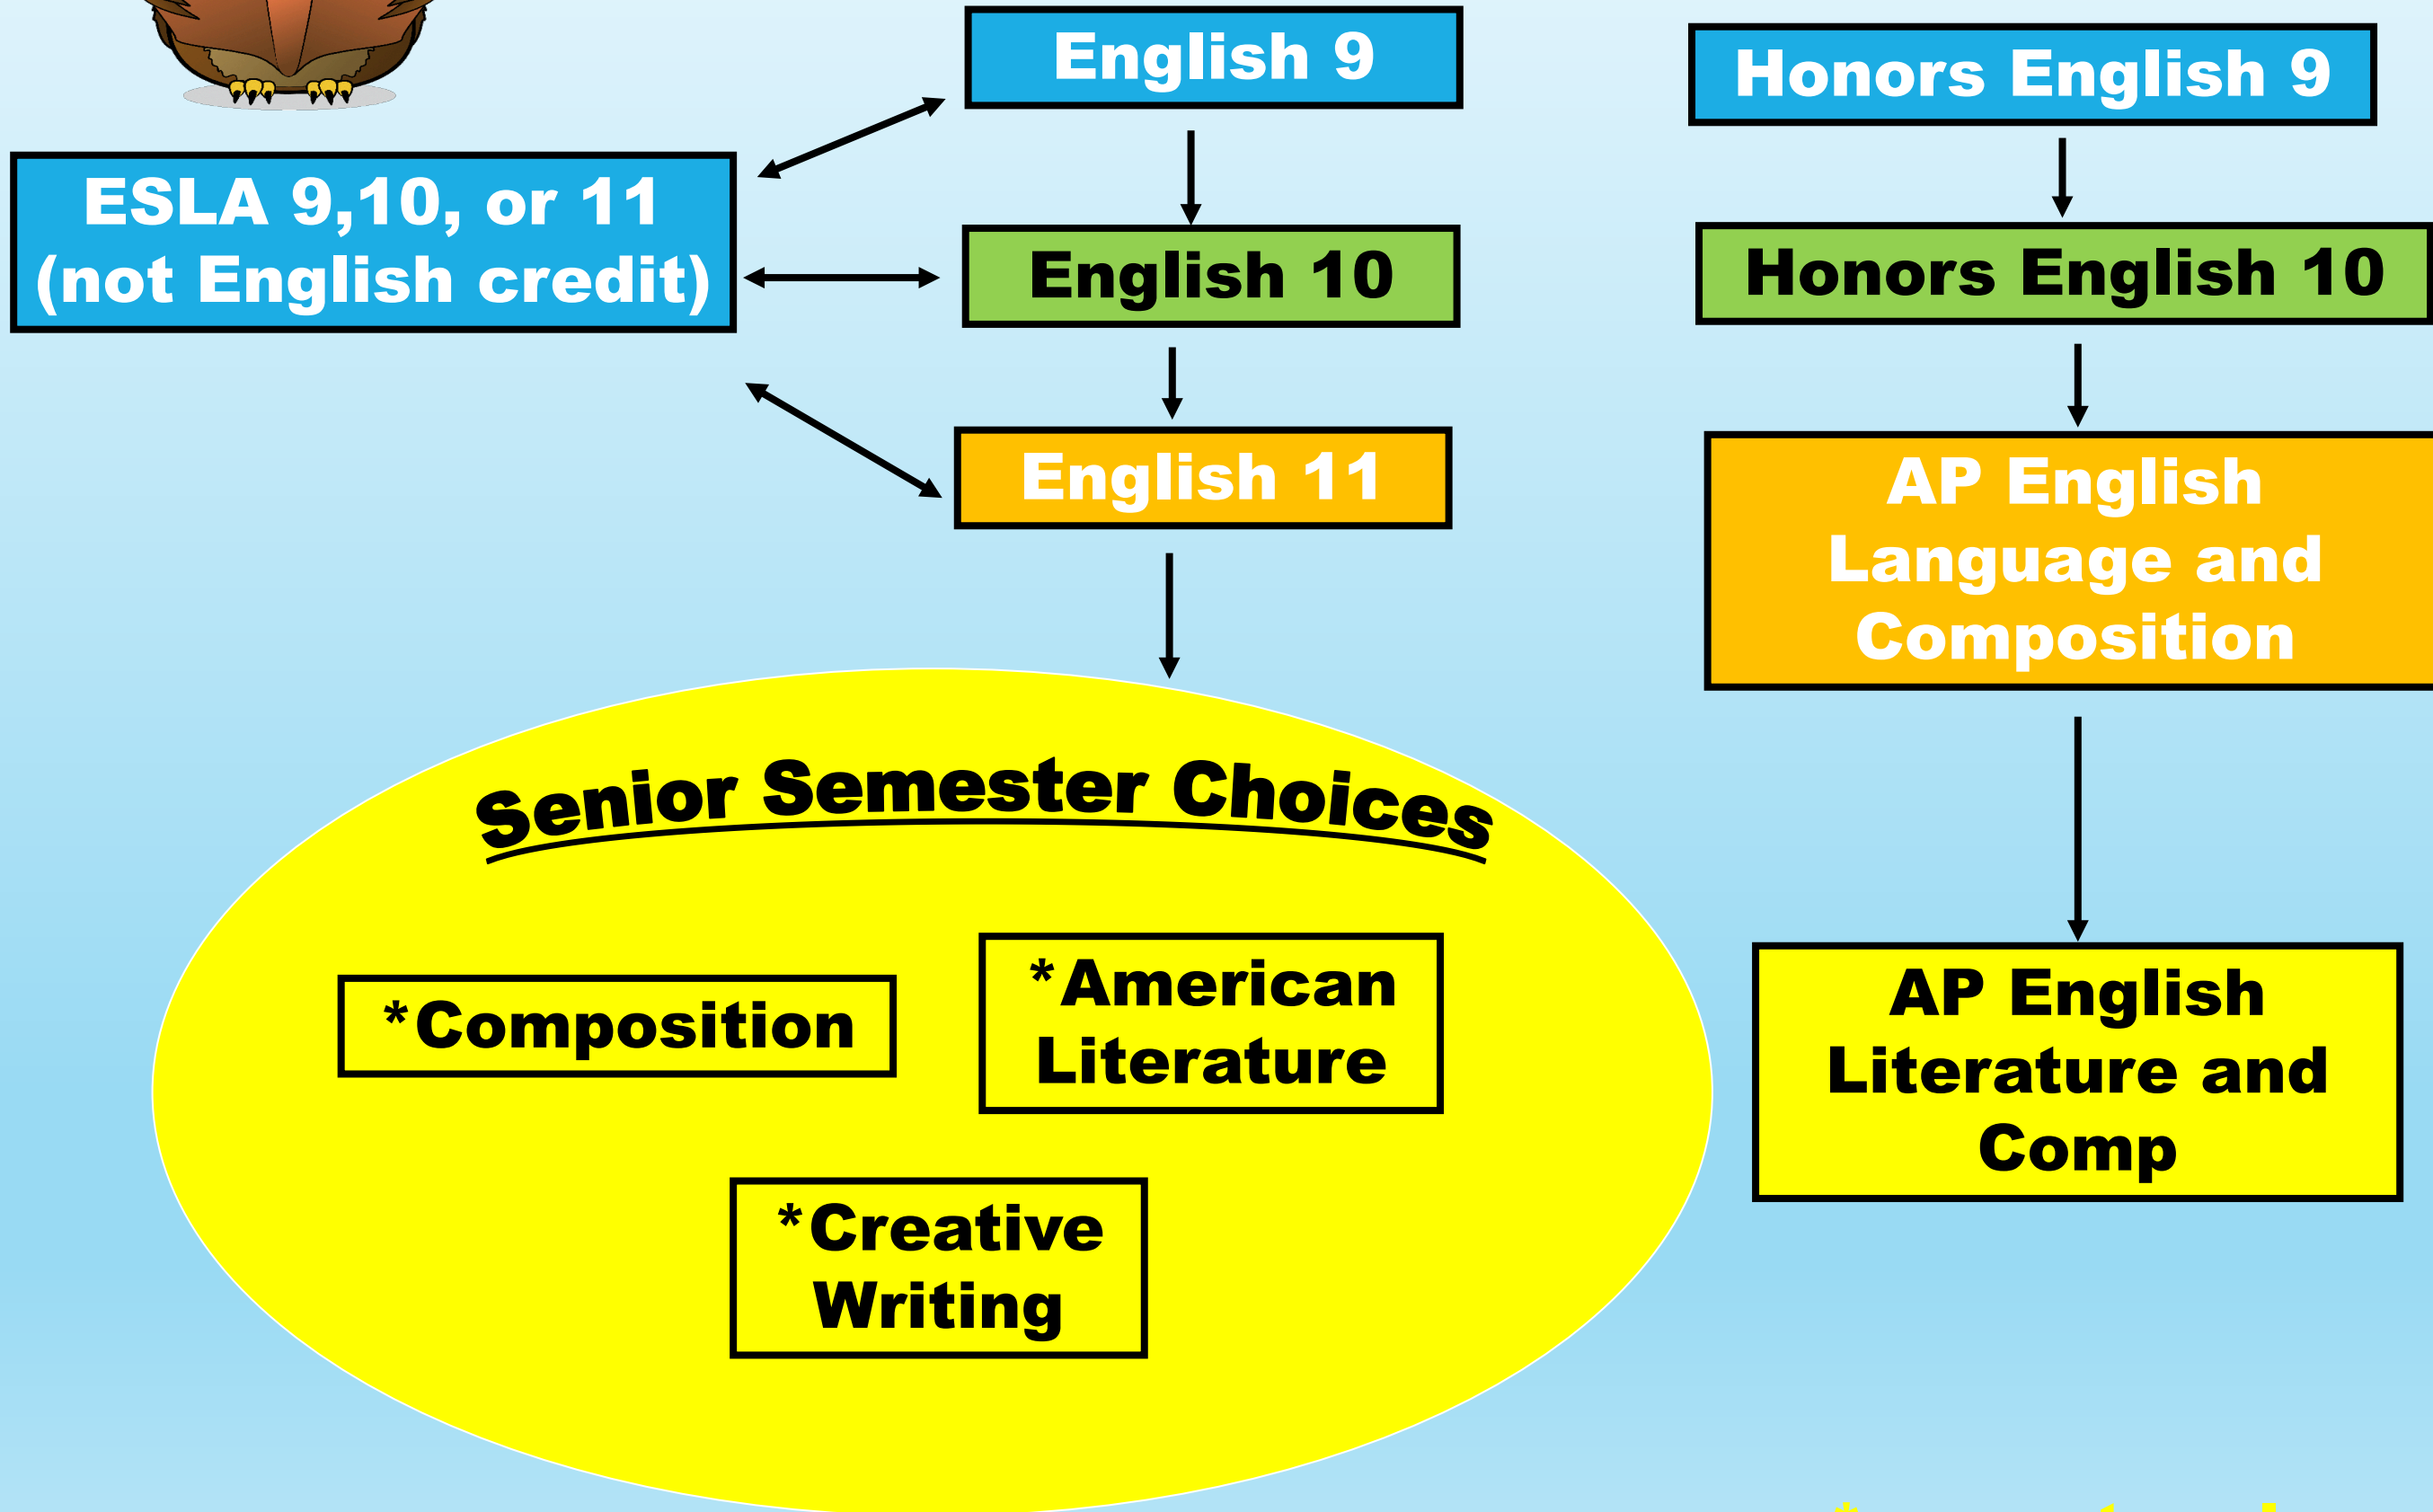 English 9
Honors English 9
ESLA 9,10, or 11
(not English credit)
English 10
Honors English 10
English 11
AP English
Language and
Composition
Senior Semester Choices
*Composition
*American
Literature
*Creative
Writing
AP English
Literature and
Comp